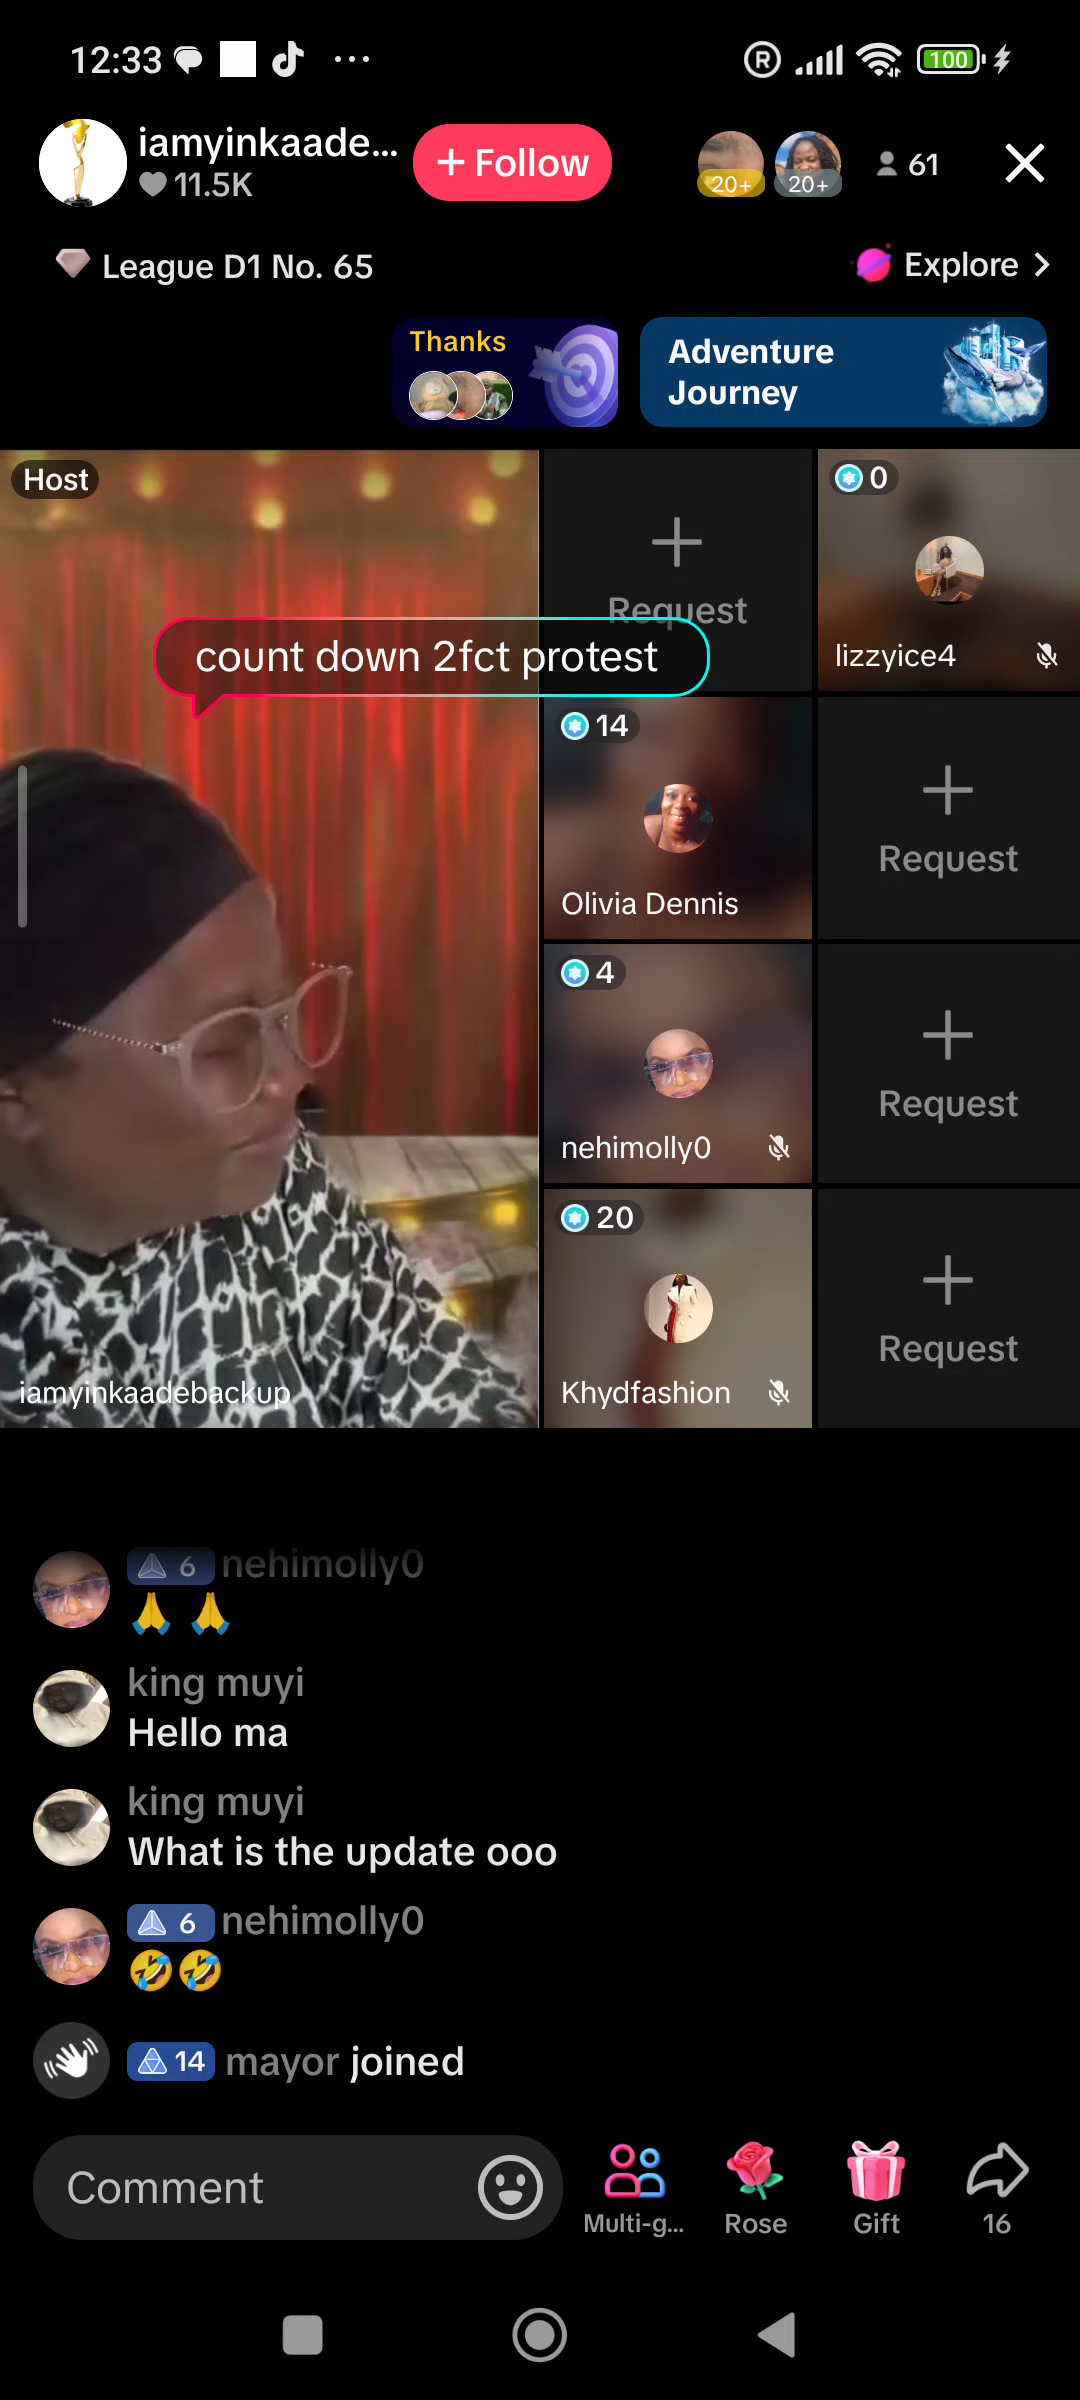 12:33
100
iamyinkaade...
11.5K
+ Follow
20+
20+
61
League D1 No. 65
Explore
Thanks
Adventure
Journey
Host
Request
0
lizzyice4
count down 2fct protest
14
Olivia Dennis
Request
4
nehimolly0
Request
20
Khydfashion
Request
iamyinkaadebackup
6 nehimolly0
🙏 🙏
king muyi
Hello ma
king muyi
What is the update ooo
6 nehimolly0
🤣🤣
14 mayor joined
Comment
Multi-g...
Rose
Gift
16